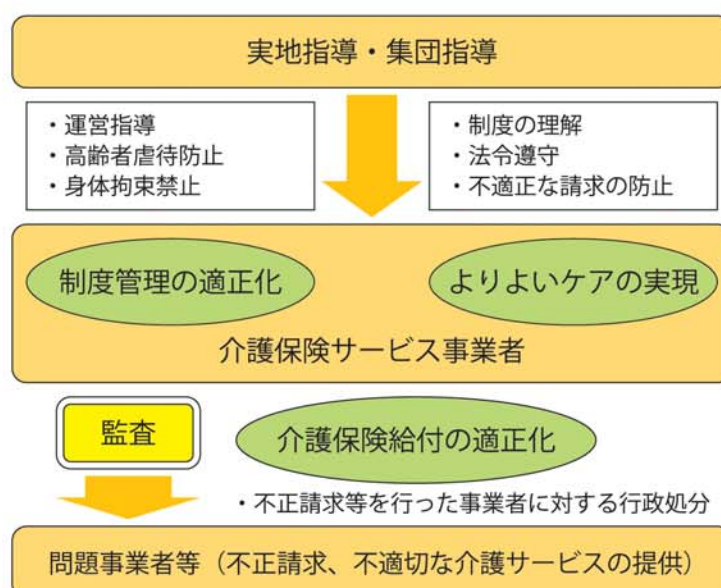 実地指導・集団指導
・運営指導
・高齢者虐待防止
・身体拘束禁止
・制度の理解
・法令遵守
・不適正な請求の防止
制度管理の適正化
よりよいケアの実現
介護保険サービス事業者
監査
介護保険給付の適正化
・不正請求等を行った事業者に対する行政処分
問題事業者等（不正請求、不適切な介護サービスの提供）